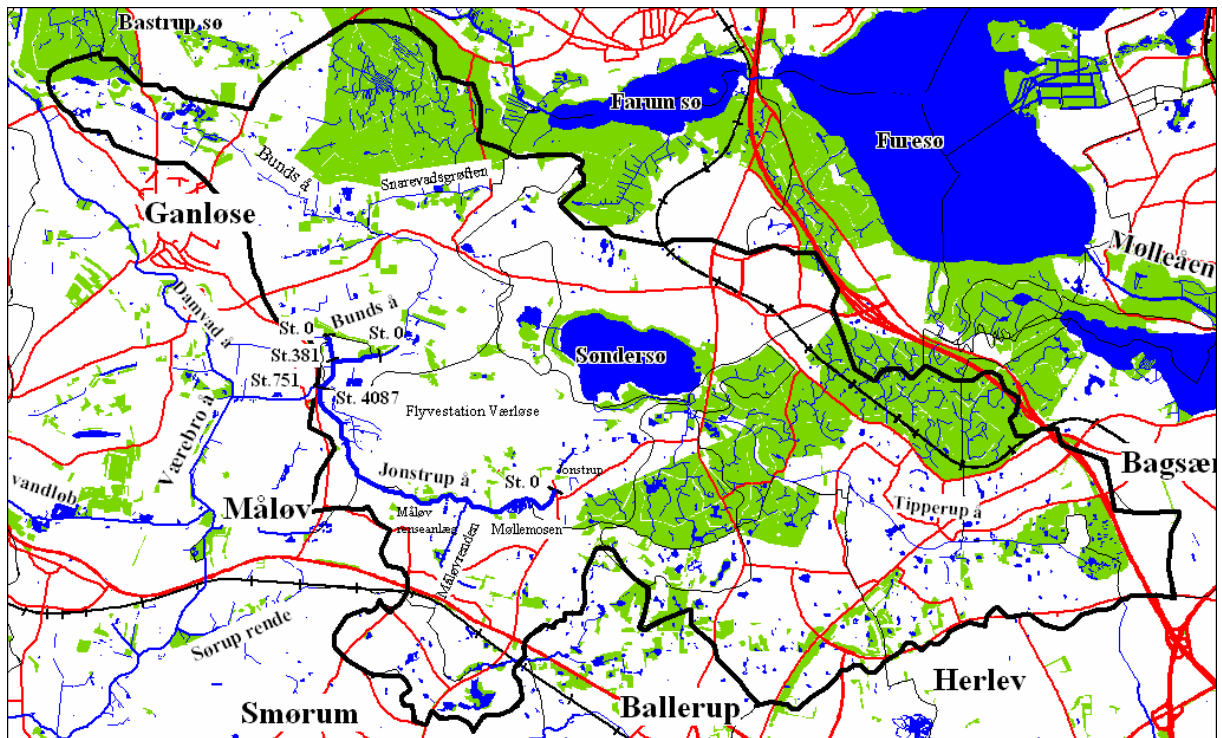 Bastrup sø
Farum sø
Furesø
Bunds å
Snarevadsgrøften
Ganløse
Mølleåen
Damvad å
St. 0
Bunds å
St. 0
St.381
Søndersø
St.751
St. 4087
Værebro å
Flyvestation Værløse
Jonstrup å
St. 0
onstrup
Bagsær
vandløb
Måløv
Måløv
renseanlæg
Møllemosen
Tipperup å
Måløvrenden
Sørup rende
Smørum
Ballerup
Herlev